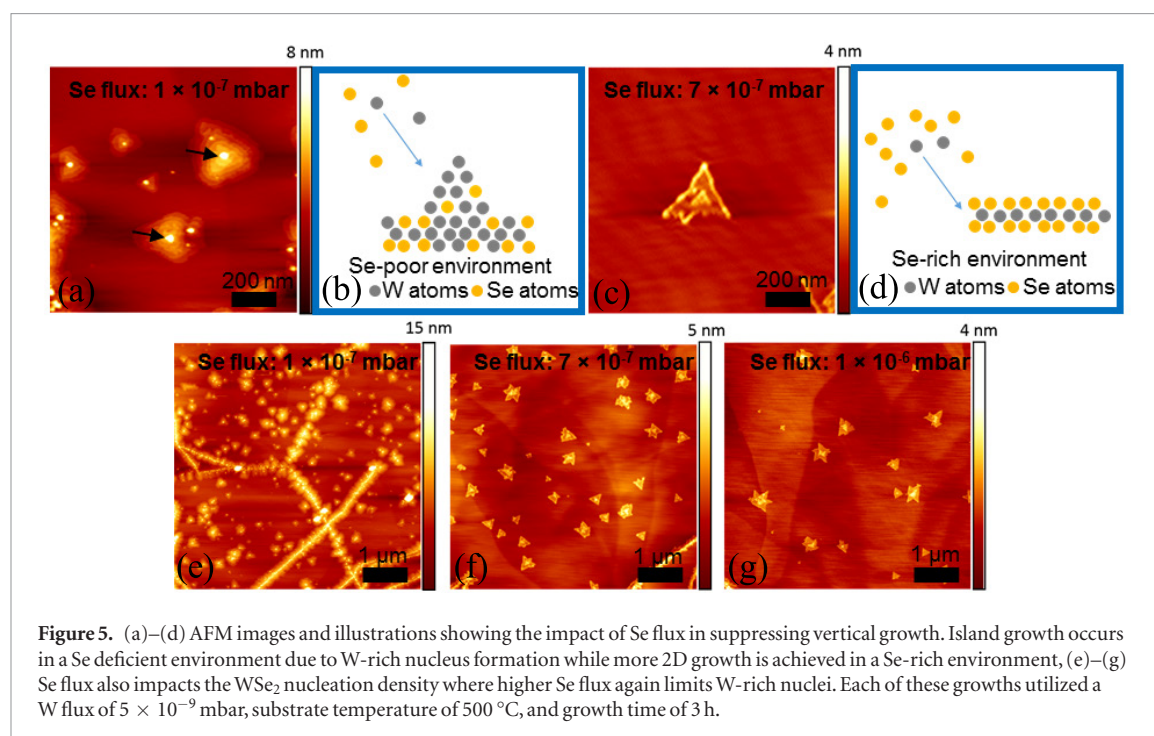 8 nm
4 nm
Se flux: 1 × 10⁻⁷ mbar
Se flux: 7 × 10⁻⁷ mbar
Se-poor environment
W atoms Se atoms
Se-rich environment
W atoms Se atoms
(a)
200 nm
(b)
(c)
200 nm
(d)
15 nm
5 nm
4 nm
Se flux: 1 × 10⁻⁷ mbar
Se flux: 7 × 10⁻⁷ mbar
Se flux: 1 × 10⁻⁶ mbar
(e)
1 µm
(f)
1 µm
(g)
1 µm
Figure 5. (a)–(d) AFM images and illustrations showing the impact of Se flux in suppressing vertical growth. Island growth occurs
in a Se deficient environment due to W-rich nucleus formation while more 2D growth is achieved in a Se-rich environment, (e)–(g)
Se flux also impacts the WSe₂ nucleation density where higher Se flux again limits W-rich nuclei. Each of these growths utilized a
W flux of 5 × 10⁻⁹ mbar, substrate temperature of 500 °C, and growth time of 3 h.